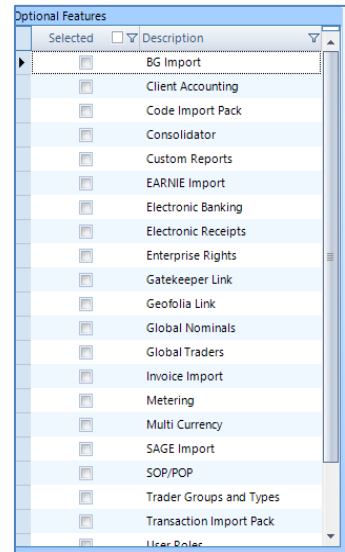 Optional Features
Selected Description
BG Import
Client Accounting
Code Import Pack
Consolidator
Custom Reports
EARNIE Import
Electronic Banking
Electronic Receipts
Enterprise Rights
Gatekeeper Link
Geofolia Link
Global Nominals
Global Traders
Invoice Import
Metering
Multi Currency
SAGE Import
SOP/POP
Trader Groups and Types
Transaction Import Pack
User Roles